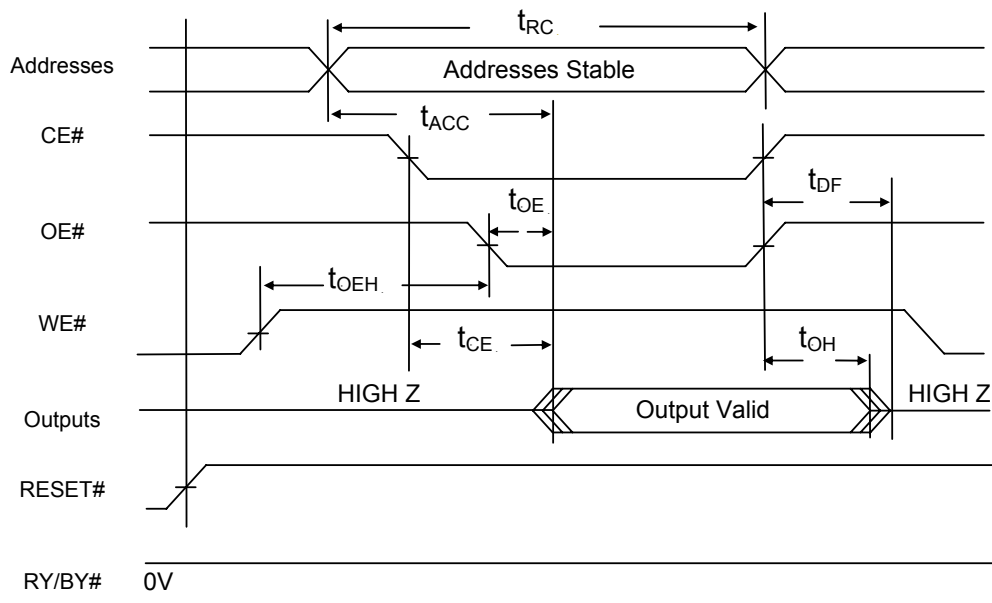 tRC
Addresses
Addresses Stable
tACC
CE#
tOE
tDF
OE#
tOEH
WE#
tCE
tOH
HIGH Z
HIGH Z
Outputs
Output Valid
RESET#
RY/BY#
0V